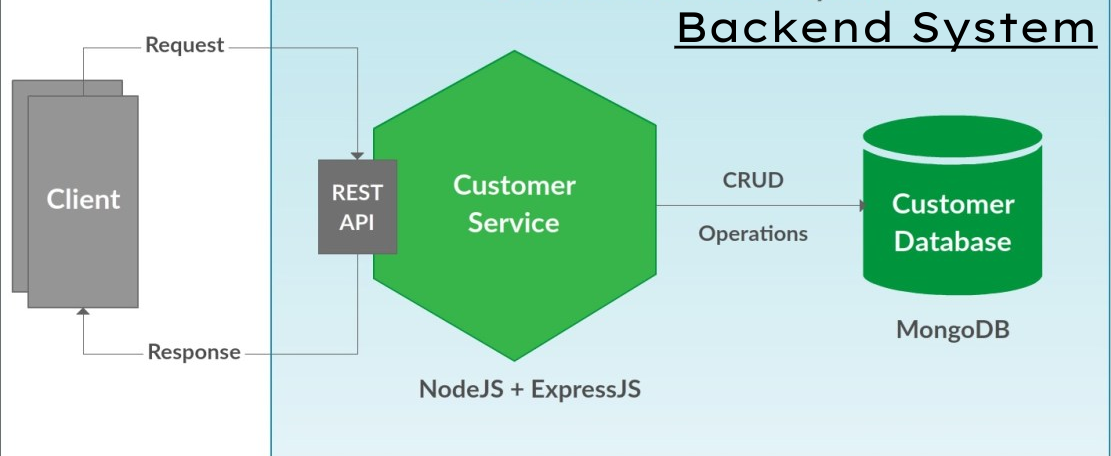 Backend System
Request
Client
REST
API
Customer
Service
CRUD
Operations
Customer
Database
MongoDB
Response
NodeJS + ExpressJS